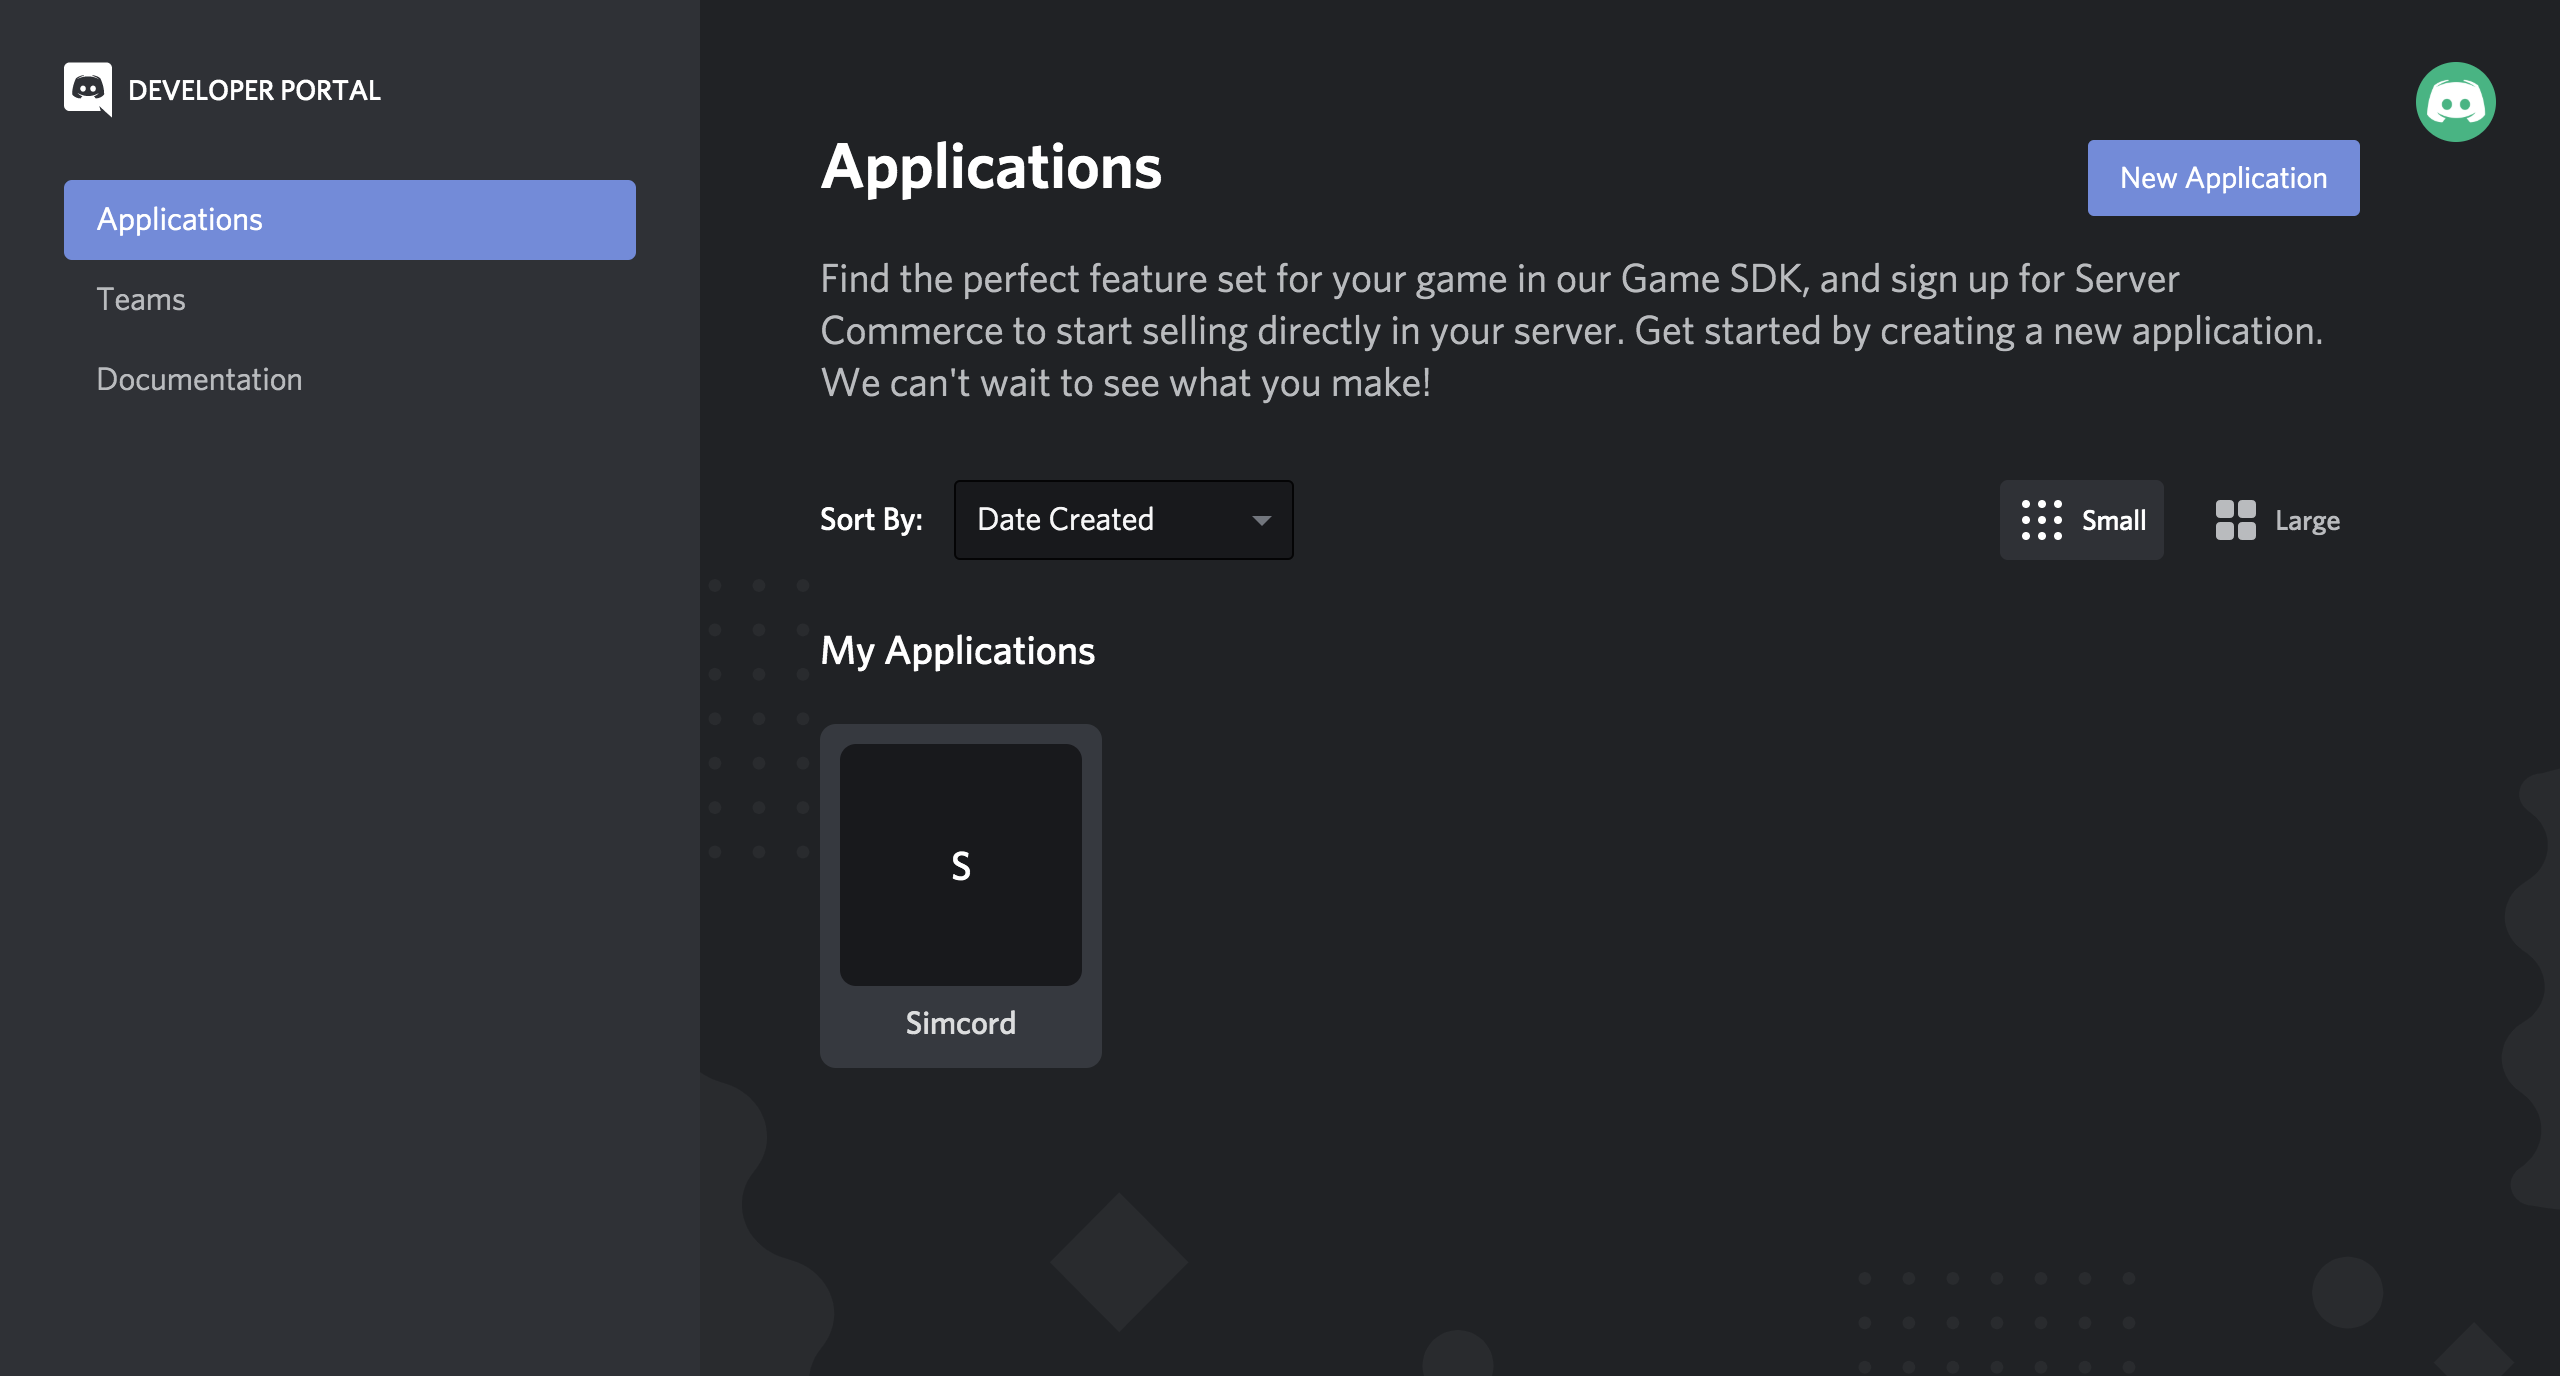 DEVELOPER PORTAL
Applications
Teams
Documentation
Applications
New Application
Find the perfect feature set for your game in our Game SDK, and sign up for Server
Commerce to start selling directly in your server. Get started by creating a new application.
We can't wait to see what you make!
Sort By:
Date Created
Small
Large
My Applications
S
Simcord